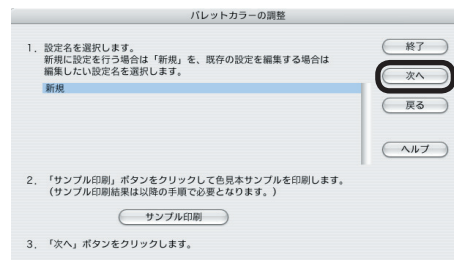 パレットカラーの調整
1．設定名を選択します。
新規に設定を行う場合は「新規」を、既存の設定を編集する場合は
編集したい設定名を選択します。
新規
終了
次へ
戻る
ヘルプ
2．「サンプル印刷」ボタンをクリックして色見本サンプルを印刷します。
（サンプル印刷結果は以降の手順で必要となります。）
サンプル印刷
3．「次へ」ボタンをクリックします。